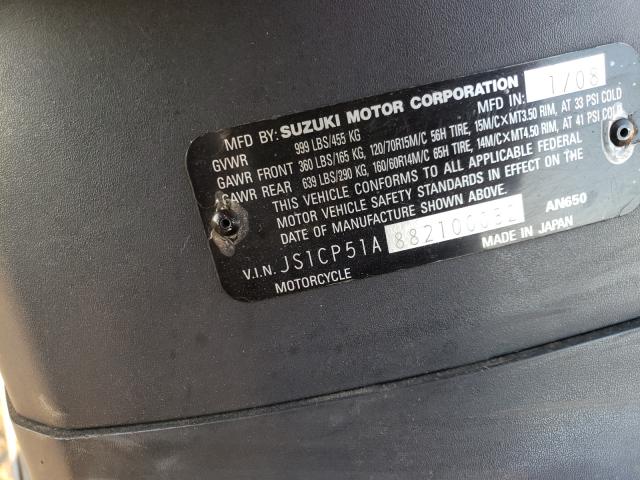 MFD BY: SUZUKI MOTOR CORPORATION MFD IN: 1/08
GVWR 999 LBS/455 KG
GAWR FRONT 360 LBS/165 KG, 120/70R15M/C 56H TIRE, 15M/C×MT3.50 RIM, AT 33 PSI COLD
GAWR REAR 639 LBS/290 KG, 160/60R14M/C 65H TIRE, 14M/C×MT4.50 RIM, AT 41 PSI COLD
THIS VEHICLE CONFORMS TO ALL APPLICABLE FEDERAL
MOTOR VEHICLE SAFETY STANDARDS IN EFFECT ON THE
DATE OF MANUFACTURE SHOWN ABOVE.
AN650
V.I.N. JS1CP51A
MADE IN JAPAN
MOTORCYCLE